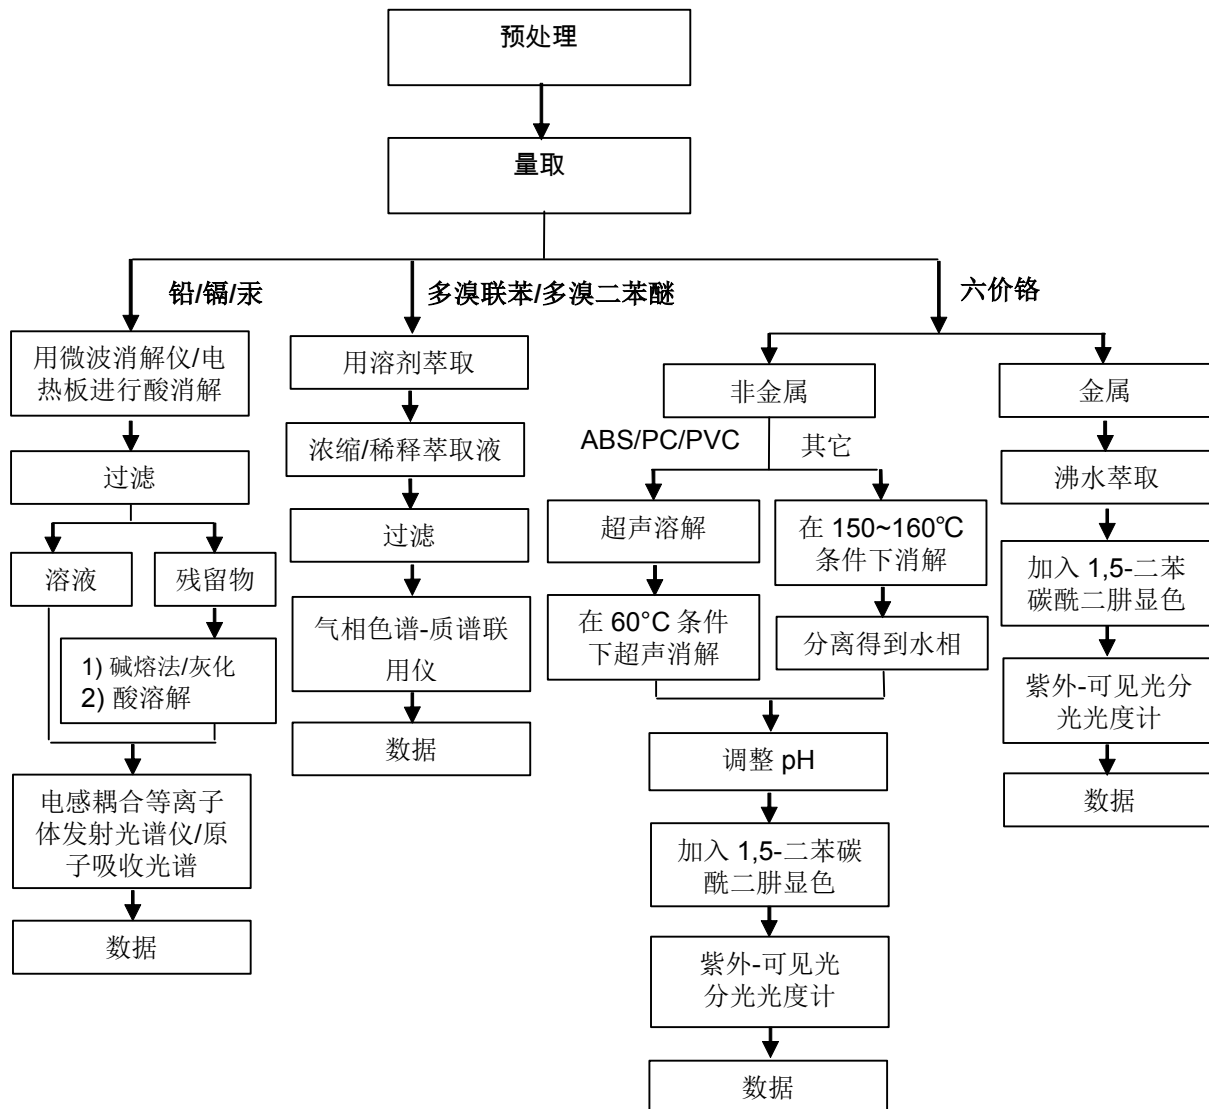 预处理
量取
铅/镉/汞
多溴联苯/多溴二苯醚
六价铬
用微波消解仪/电
热板进行酸消解
过滤
溶液
残留物
1) 碱熔法/灰化
2) 酸溶解
电感耦合等离子
体发射光谱仪/原
子吸收光谱
数据
用溶剂萃取
浓缩/稀释萃取液
过滤
气相色谱-质谱联
用仪
数据
非金属
ABS/PC/PVC
其它
超声溶解
在 60°C 条件
下超声消解
在 150~160℃
条件下消解
分离得到水相
调整 pH
加入 1,5-二苯碳
酰二肼显色
紫外-可见光
分光光度计
数据
金属
沸水萃取
加入 1,5-二苯
碳酰二肼显色
紫外-可见光分
光光度计
数据